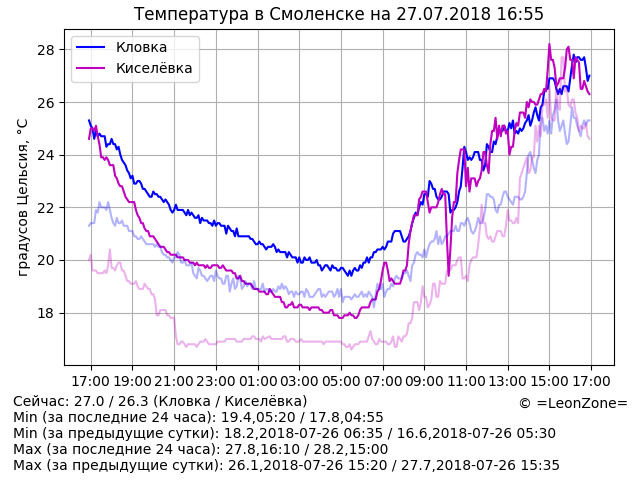 Температура в Смоленске на 27.07.2018 16:55
Кловка
Киселёвка
градусов Цельсия, °C
28
26
24
22
20
18
17:00 19:00 21:00 23:00 01:00 03:00 05:00 07:00 09:00 11:00 13:00 15:00 17:00
Сейчас: 27.0 / 26.3 (Кловка / Киселёвка)
© =LeonZone=
Min (за последние 24 часа): 19.4,05:20 / 17.8,04:55
Min (за предыдущие сутки): 18.2,2018-07-26 06:35 / 16.6,2018-07-26 05:30
Max (за последние 24 часа): 27.8,16:10 / 28.2,15:00
Max (за предыдущие сутки): 26.1,2018-07-26 15:20 / 27.7,2018-07-26 15:35